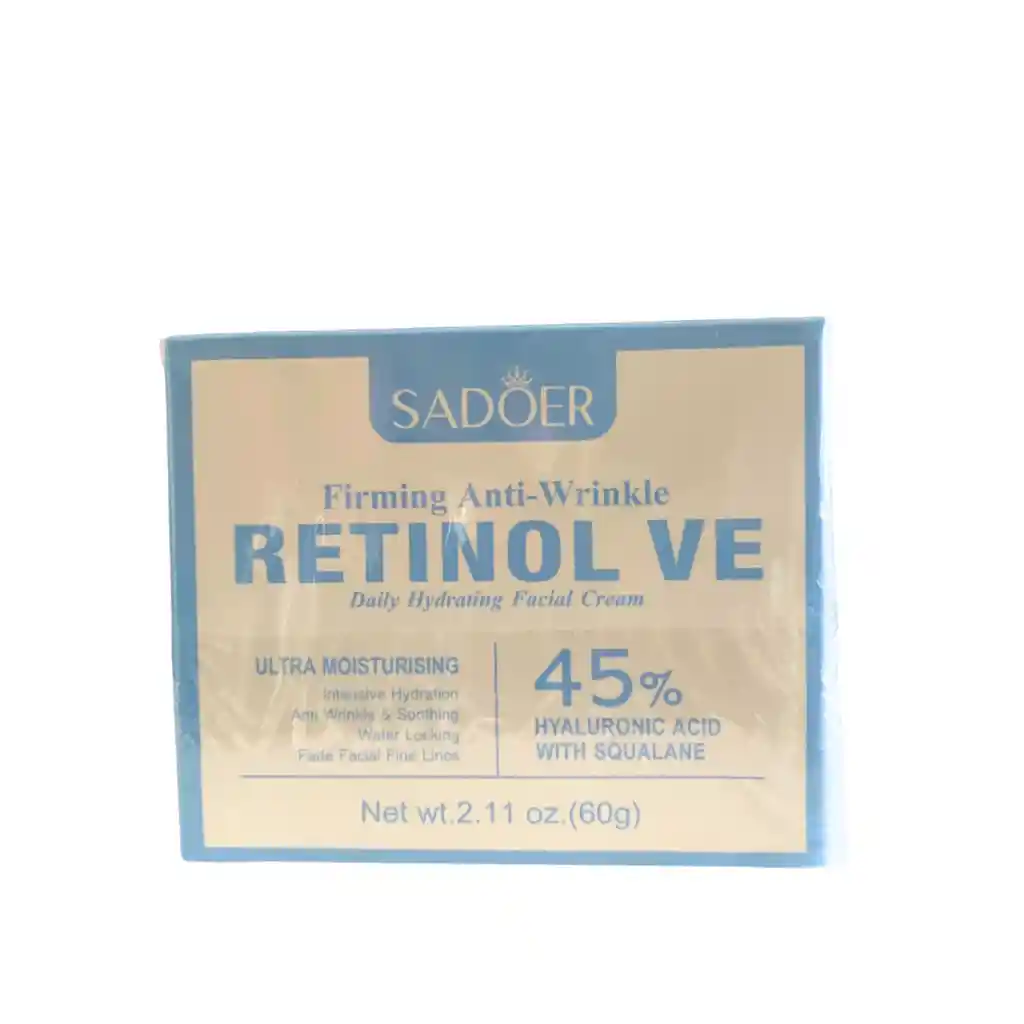 SADOER
Firming Anti-Wrinkle
RETINOL VE
Daily Hydrating Facial Cream
ULTRA MOISTURISING
Intensive Hydration
Anti Wrinkle & Soothing
Water Locking
Fade Facial Fine Lines
45%
HYALURONIC ACID
WITH SQUALANE
Net wt.2.11 oz.(60g)